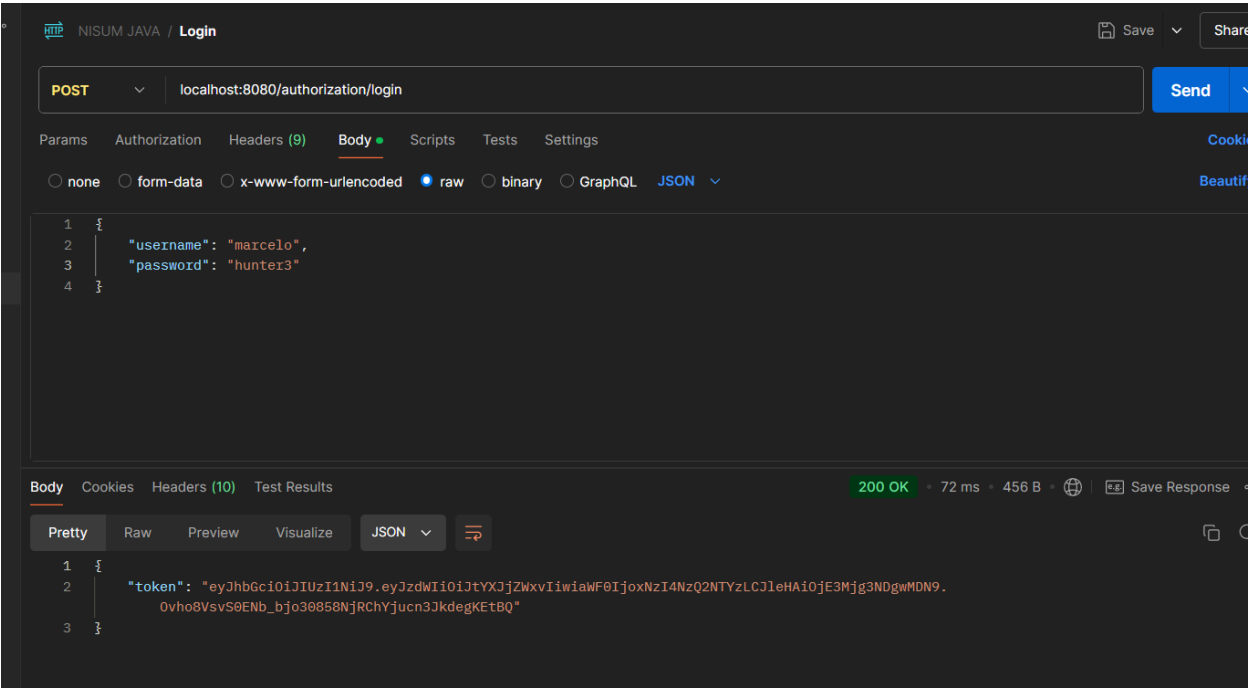 HTTP NISUM JAVA / Login Save Share
POST localhost:8080/authorization/login Send
Params Authorization Headers (9) Body Scripts Tests Settings Cookie
none form-data x-www-form-urlencoded raw binary GraphQL JSON Beautify
1 {
2 "username": "marcelo",
3 "password": "hunter3"
4 }
Body Cookies Headers (10) Test Results 200 OK 72 ms 456 B e.g. Save Response
Pretty Raw Preview Visualize JSON
1 {
2 "token": "eyJhbGciOiJIUzI1NiJ9.eyJzdWIiOiJtYXJjZWxvIiwiaWF0IjoxNzI4NzQ2NTYzLCJleHAiOjE3Mjg3NDgwMDN9.
Ovho8VsvS0ENb_bjo30858NjRChYjucn3JkdegKEtBQ"
3 }